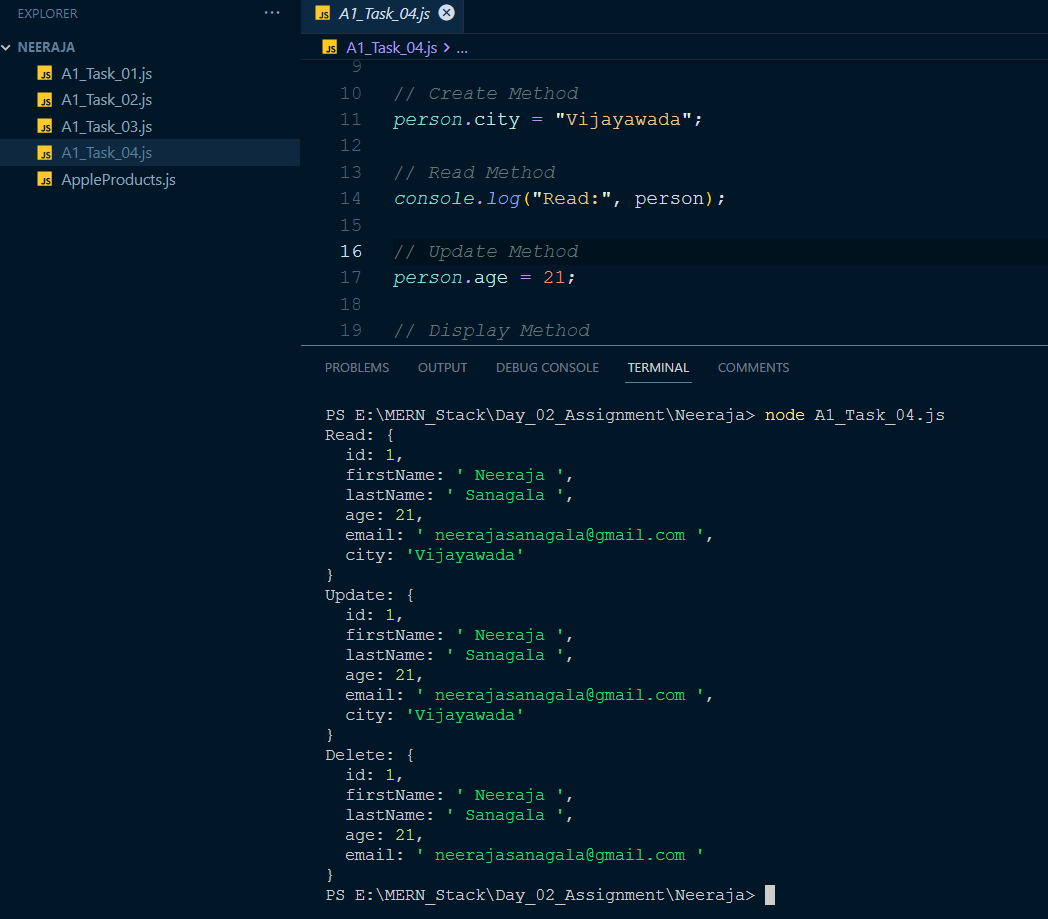 EXPLORER ...
NEERAJA
JS A1_Task_01.js
JS A1_Task_02.js
JS A1_Task_03.js
JS A1_Task_04.js
JS AppleProducts.js
JS A1_Task_04.js
JS A1_Task_04.js > ...
9
10 // Create Method
11 person.city = "Vijayawada";
12
13 // Read Method
14 console.log("Read:", person);
15
16 // Update Method
17 person.age = 21;
18
19 // Display Method
PROBLEMS OUTPUT DEBUG CONSOLE TERMINAL COMMENTS
PS E:\MERN_Stack\Day_02_Assignment\Neeraja> node A1_Task_04.js
Read: {
  id: 1,
  firstName: ' Neeraja ',
  lastName: ' Sanagala ',
  age: 21,
  email: ' neerajasanagala@gmail.com ',
  city: 'Vijayawada'
}
Update: {
  id: 1,
  firstName: ' Neeraja ',
  lastName: ' Sanagala ',
  age: 21,
  email: ' neerajasanagala@gmail.com ',
  city: 'Vijayawada'
}
Delete: {
  id: 1,
  firstName: ' Neeraja ',
  lastName: ' Sanagala ',
  age: 21,
  email: ' neerajasanagala@gmail.com '
}
PS E:\MERN_Stack\Day_02_Assignment\Neeraja>